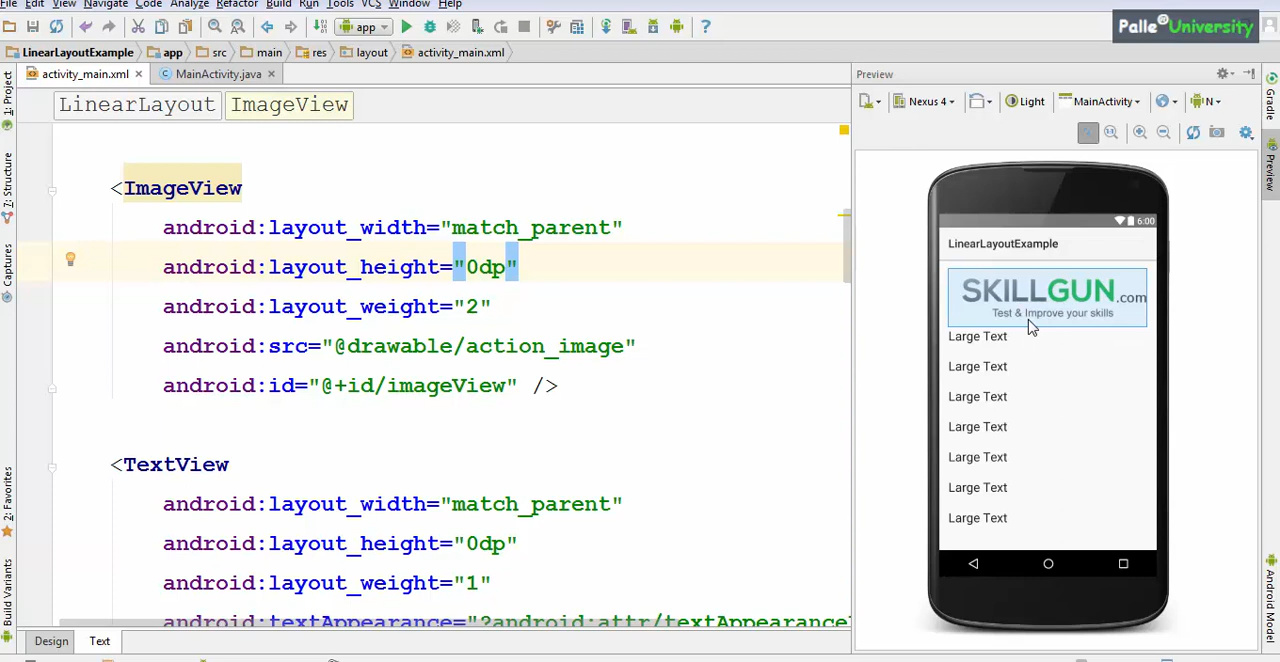 File Edit View Navigate Code Analyze Refactor Build Run Tools VCS Window Help
app
Palle University
LinearLayoutExample app src main res layout activity_main.xml
activity_main.xml MainActivity.java
Preview
LinearLayout ImageView
Nexus 4 Light MainActivity N
<ImageView
android:layout_width="match_parent"
android:layout_height="0dp"
android:layout_weight="2"
android:src="@drawable/action_image"
android:id="@+id/imageView" />
<TextView
android:layout_width="match_parent"
android:layout_height="0dp"
android:layout_weight="1"
android:textAppearance="?android:attr/textAppearance
6:00
LinearLayoutExample
SKILLGUN.com
Test & Improve your skills
Large Text
Large Text
Large Text
Large Text
Large Text
Large Text
Large Text
Design Text
1: Project
7: Structure
Captures
2: Favorites
Build Variants
Gradle
Preview
Android Model